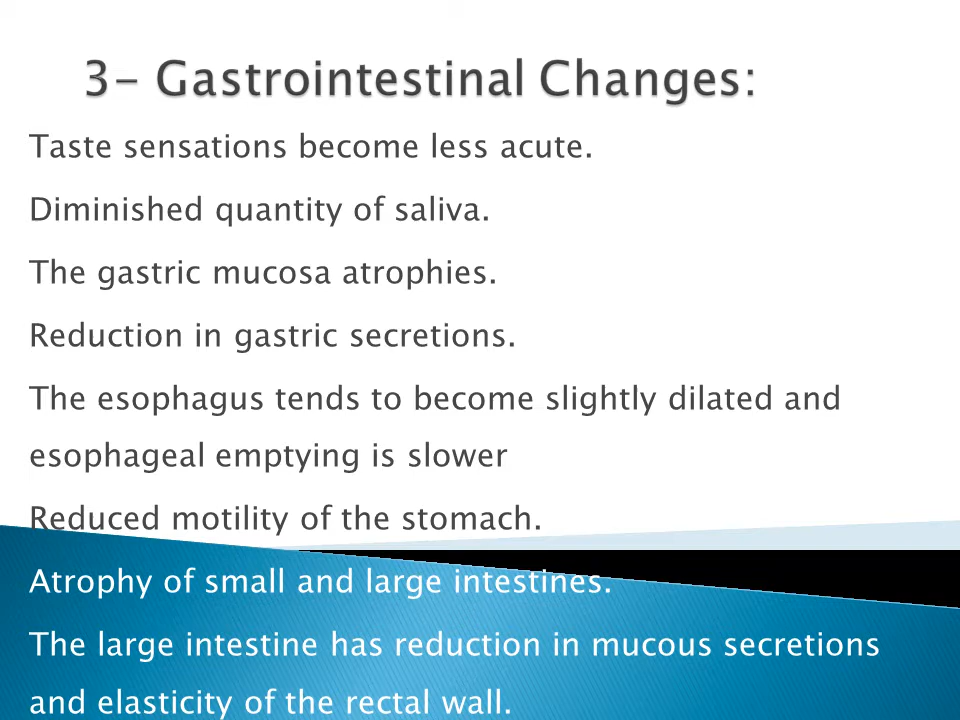 3- Gastrointestinal Changes:
Taste sensations become less acute.
Diminished quantity of saliva.
The gastric mucosa atrophies.
Reduction in gastric secretions.
The esophagus tends to become slightly dilated and
esophageal emptying is slower
Reduced motility of the stomach.
Atrophy of small and large intestines.
The large intestine has reduction in mucous secretions
and elasticity of the rectal wall.